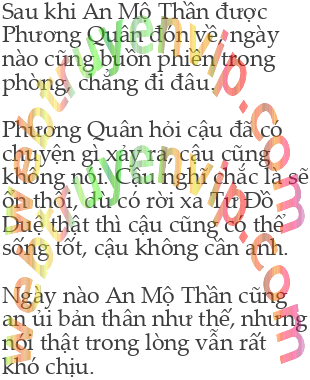 Sau khi An Mộ Thần được
Phương Quân đón về, ngày
nào cũng buồn phiền trong
phòng, chẳng đi đâu.
Phương Quân hỏi cậu đã có
chuyện gì xảy ra, cậu cũng
không nói. Cậu nghĩ chắc là sẽ
ổn thôi, dù có rời xa Tư Đồ
Duệ thật thì cậu cũng có thể
sống tốt, cậu không cần anh.
Ngày nào An Mộ Thần cũng
an ủi bản thân như thế, nhưng
nói thật trong lòng vẫn rất
khó chịu.
webtruyenvip.com
webtruyenvip.com